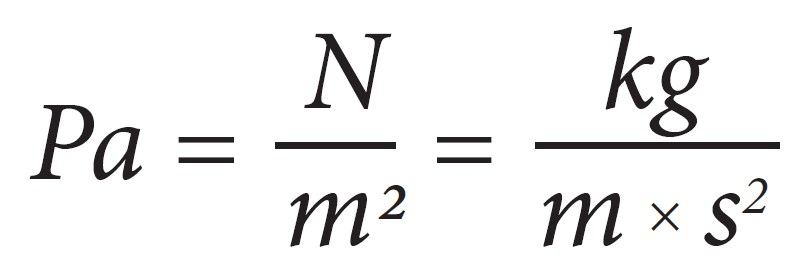 Pa = N/m² = kg/m × s²